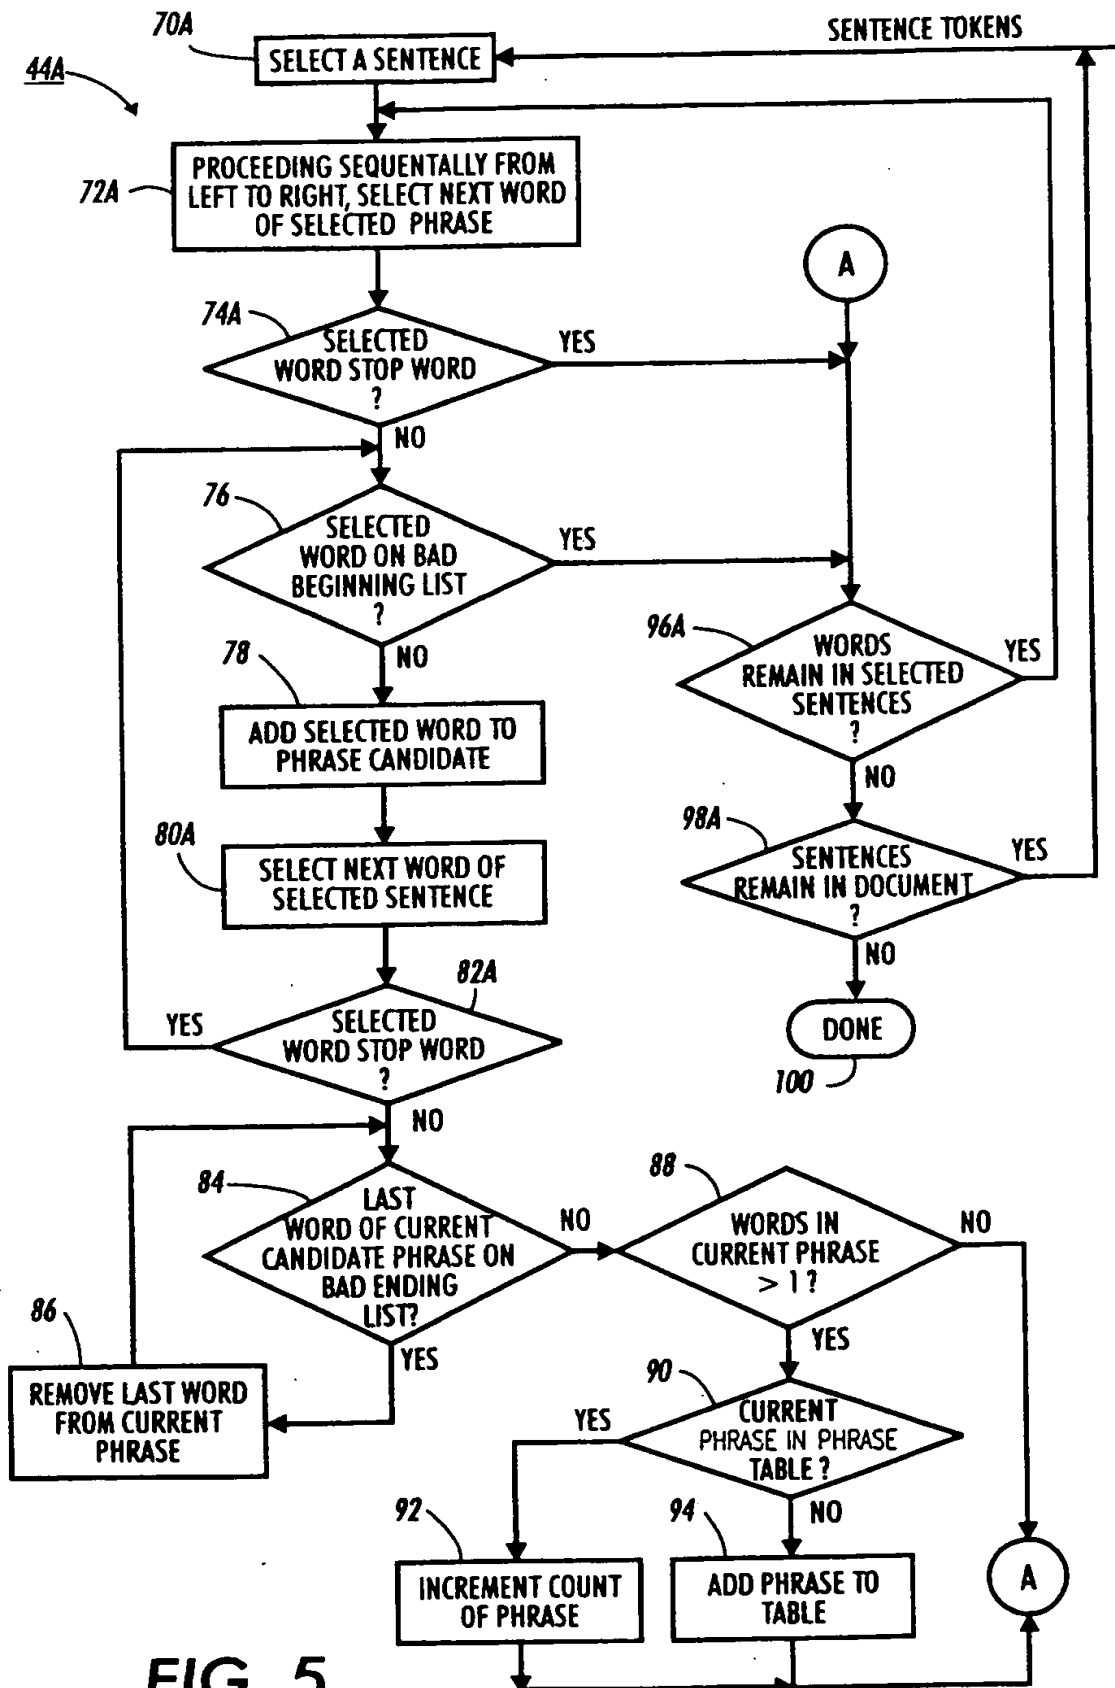 70A
SENTENCE TOKENS
SELECT A SENTENCE
44A
PROCEEDING SEQUENTALLY FROM
LEFT TO RIGHT, SELECT NEXT WORD
OF SELECTED PHRASE
72A
A
74A
SELECTED
WORD STOP WORD
?
YES
NO
76
SELECTED
WORD ON BAD
BEGINNING LIST
?
YES
NO
96A
WORDS
REMAIN IN SELECTED
SENTENCES
?
YES
NO
78
ADD SELECTED WORD TO
PHRASE CANDIDATE
98A
SENTENCES
REMAIN IN DOCUMENT
?
YES
NO
80A
SELECT NEXT WORD OF
SELECTED SENTENCE
DONE
100
82A
SELECTED
WORD STOP WORD
?
YES
NO
84
LAST
WORD OF CURRENT
CANDIDATE PHRASE ON
BAD ENDING
LIST?
NO
YES
88
WORDS IN
CURRENT PHRASE
> 1 ?
NO
YES
86
REMOVE LAST WORD
FROM CURRENT
PHRASE
90
CURRENT
PHRASE IN PHRASE
TABLE ?
YES
NO
92
INCREMENT COUNT
OF PHRASE
94
ADD PHRASE TO
TABLE
A
FIG. 5